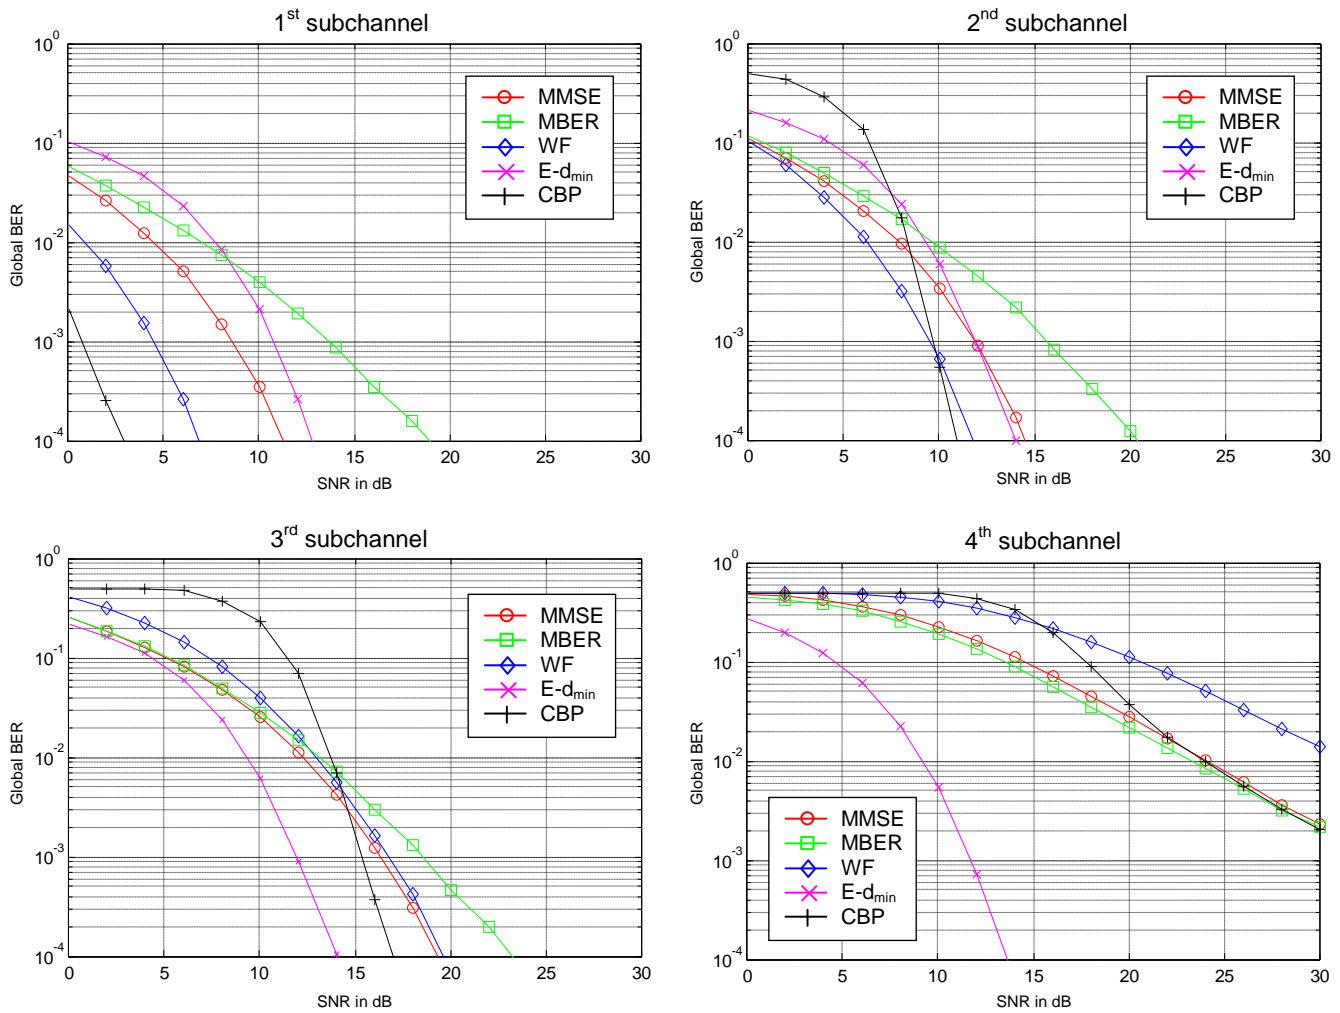 1st subchannel
10^0
10^-1
10^-2
10^-3
10^-4
Global BER
0 5 10 15 20 25 30
SNR in dB
MMSE
MBER
WF
E-dmin
CBP
2nd subchannel
10^0
10^-1
10^-2
10^-3
10^-4
Global BER
0 5 10 15 20 25 30
SNR in dB
MMSE
MBER
WF
E-dmin
CBP
3rd subchannel
10^0
10^-1
10^-2
10^-3
10^-4
Global BER
0 5 10 15 20 25 30
SNR in dB
MMSE
MBER
WF
E-dmin
CBP
4th subchannel
10^0
10^-1
10^-2
10^-3
10^-4
Global BER
0 5 10 15 20 25 30
SNR in dB
MMSE
MBER
WF
E-dmin
CBP